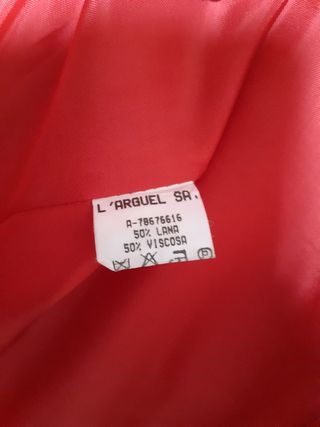 L'ARGUEL SA.
A-78676616
50% LANA
50% VISCOSA
P